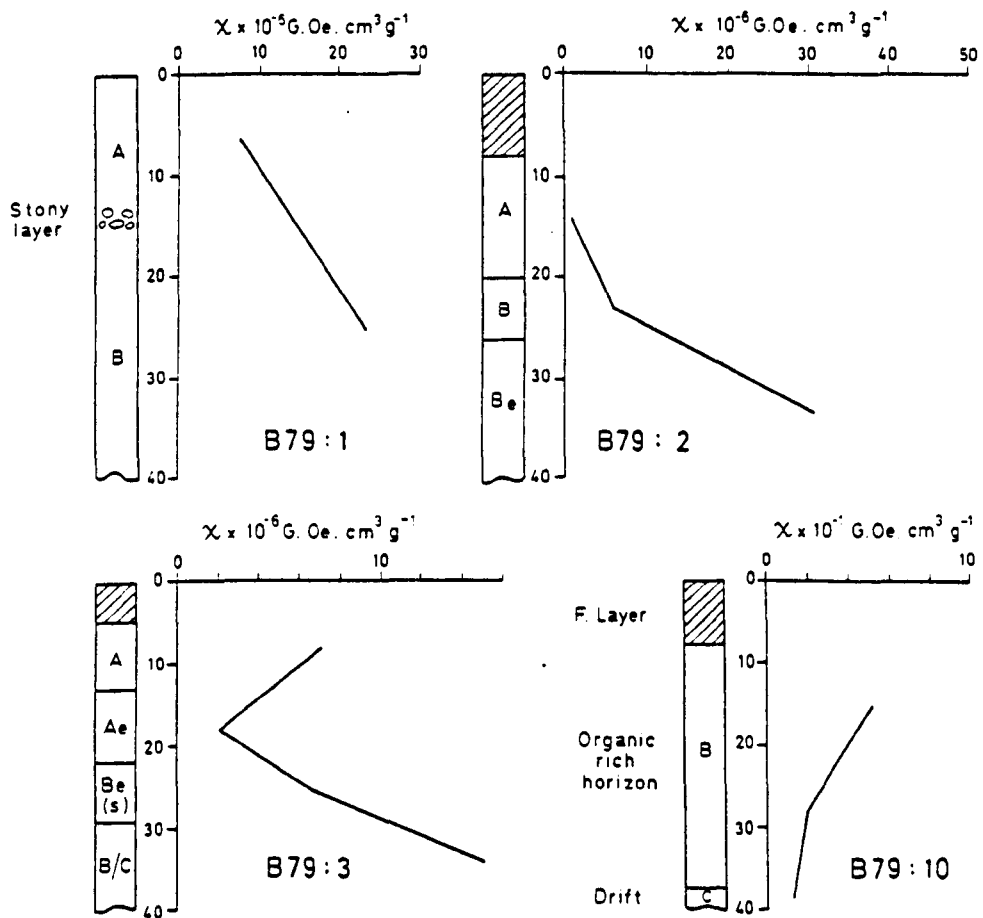 χ x 10⁻⁵ G.Oe. cm³ g⁻¹
0 10 20 30
0
10
20
30
40
A
B
Stony
layer
B79 : 1
χ x 10⁻⁶ G.Oe. cm³ g⁻¹
0 10 20 30 40 50
0
10
20
30
40
A
B
Be
B79 : 2
χ x 10⁻⁶ G.Oe. cm³ g⁻¹
0 10
0
10
20
30
40
A
Ae
Be
(s)
B/C
B79 : 3
χ x 10⁻¹ G.Oe. cm³ g⁻¹
0 10
0
10
20
30
40
F. Layer
Organic
rich
horizon
B
Drift
C
B79 : 10